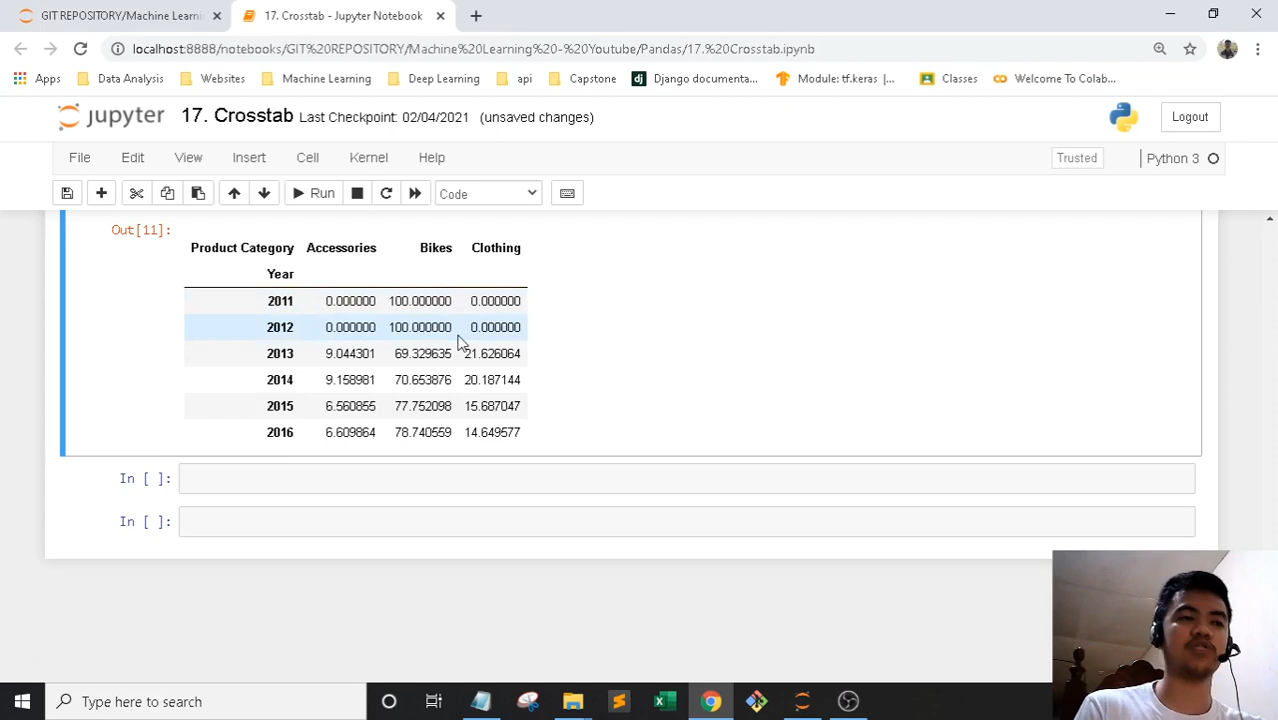 GIT REPOSITORY/Machine Learni
17. Crosstab - Jupyter Notebook
localhost:8888/notebooks/GIT%20REPOSITORY/Machine%20Learning%20-%20Youtube/Pandas/17.%20Crosstab.ipynb
Apps Data Analysis Websites Machine Learning Deep Learning api Capstone dj Django documenta... Module: tf.keras |... Classes Welcome To Colab...
jupyter 17. Crosstab Last Checkpoint: 02/04/2021 (unsaved changes) Logout
File Edit View Insert Cell Kernel Help Trusted Python 3
Run Code
Out[11]:
Product Category Accessories Bikes Clothing
Year
2011 0.000000 100.000000 0.000000
2012 0.000000 100.000000 0.000000
2013 9.044301 69.329635 21.626064
2014 9.158981 70.653876 20.187144
2015 6.560855 77.752098 15.687047
2016 6.609864 78.740559 14.649577
In [ ]:
In [ ]:
Type here to search